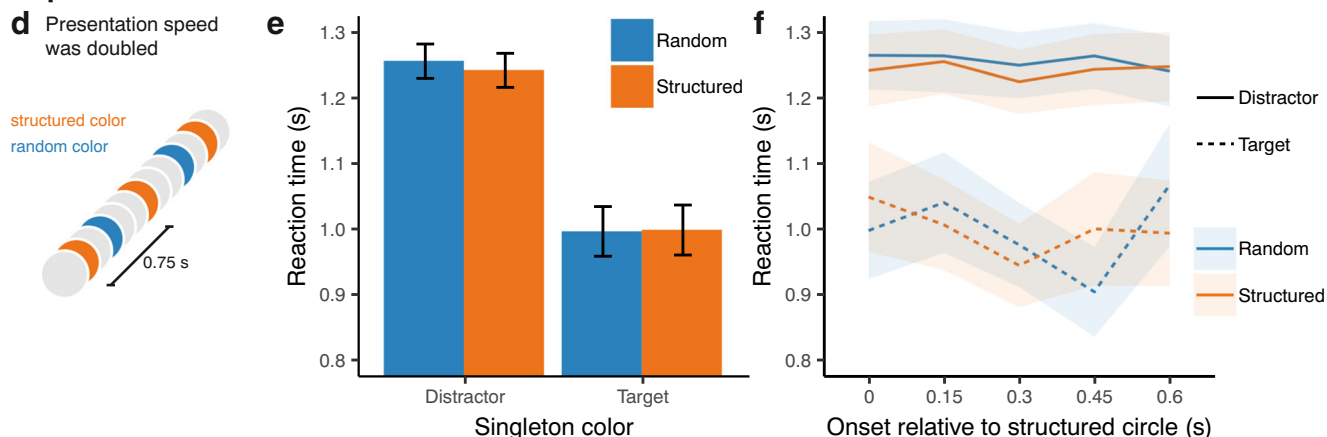 d Presentation speed
was doubled
structured color
random color
0.75 s
e
Reaction time (s)
1.3
1.2
1.1
1.0
0.9
0.8
Random
Structured
Distractor
Target
Singleton color
f
Reaction time (s)
1.3
1.2
1.1
1.0
0.9
0.8
0 0.15 0.3 0.45 0.6
Onset relative to structured circle (s)
Distractor
Target
Random
Structured